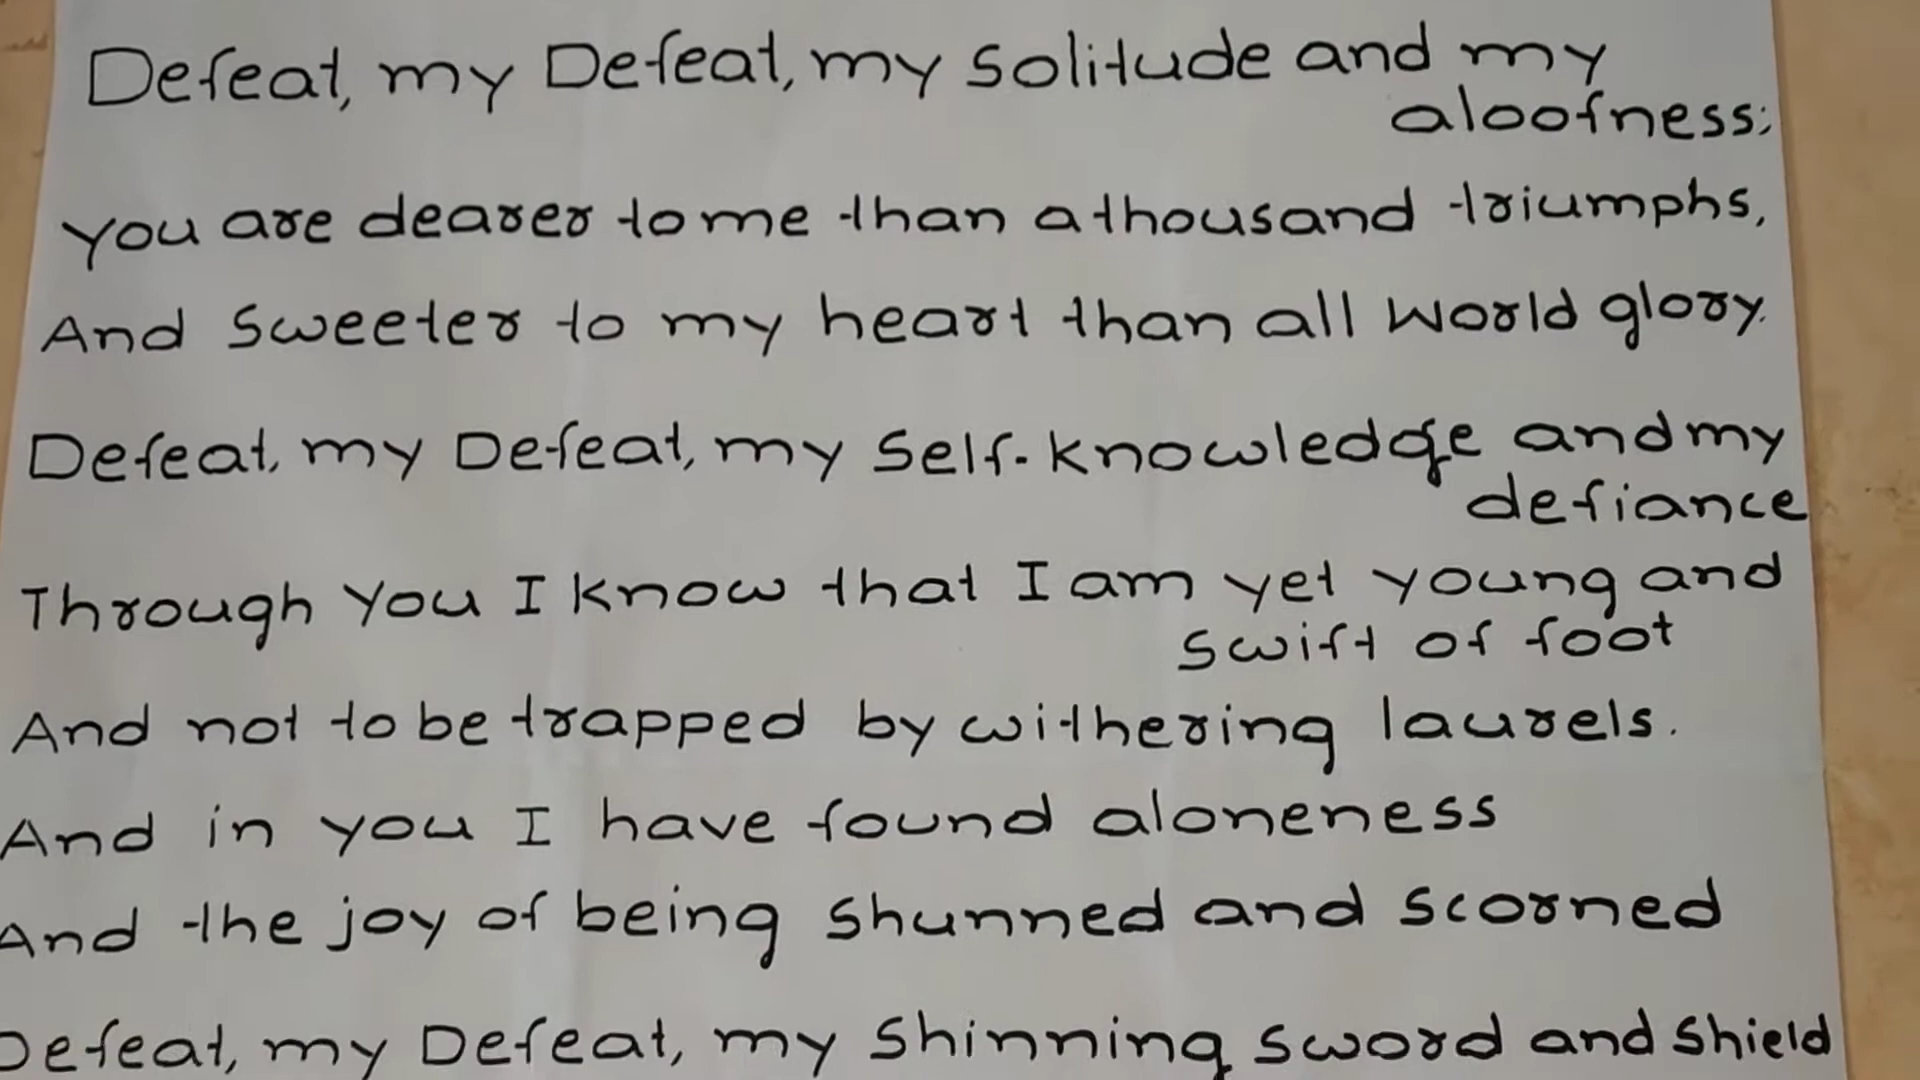 Defeat, my Defeat, my solitude and my
aloofness;
You are dearer to me than a thousand triumphs,
And sweeter to my heart than all world glory.
Defeat, my Defeat, my self-knowledge and my
defiance
Through you I know that I am yet young and
swift of foot
And not to be trapped by withering laurels.
And in you I have found aloneness
And the joy of being shunned and scorned
Defeat, my Defeat, my shinning sword and shield